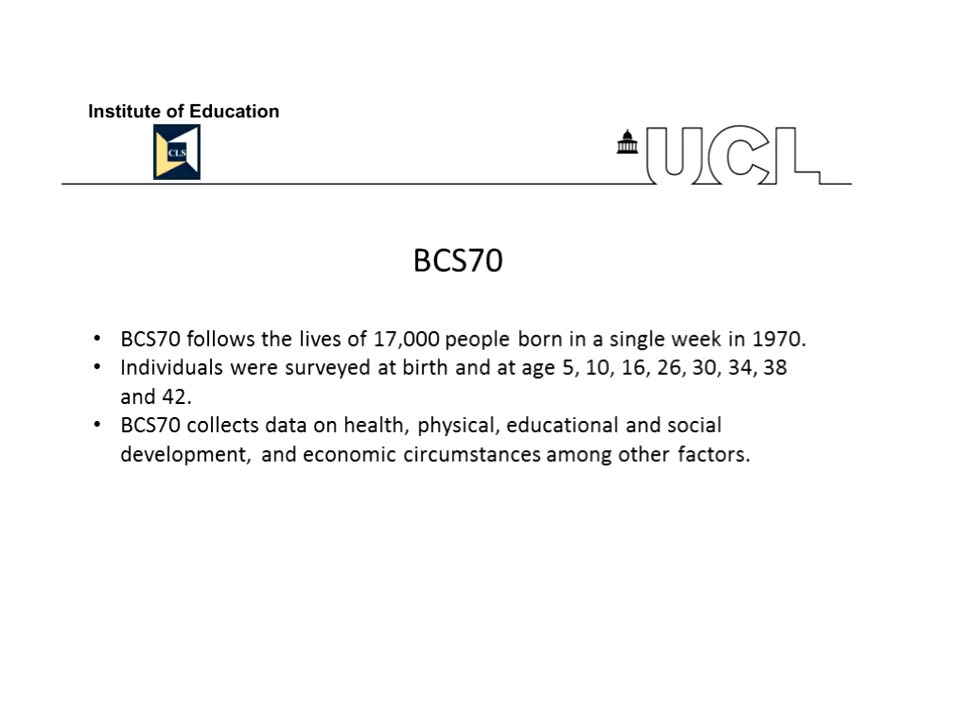 Institute of Education
CLS
UCL
BCS70
• BCS70 follows the lives of 17,000 people born in a single week in 1970.
• Individuals were surveyed at birth and at age 5, 10, 16, 26, 30, 34, 38
and 42.
• BCS70 collects data on health, physical, educational and social
development, and economic circumstances among other factors.